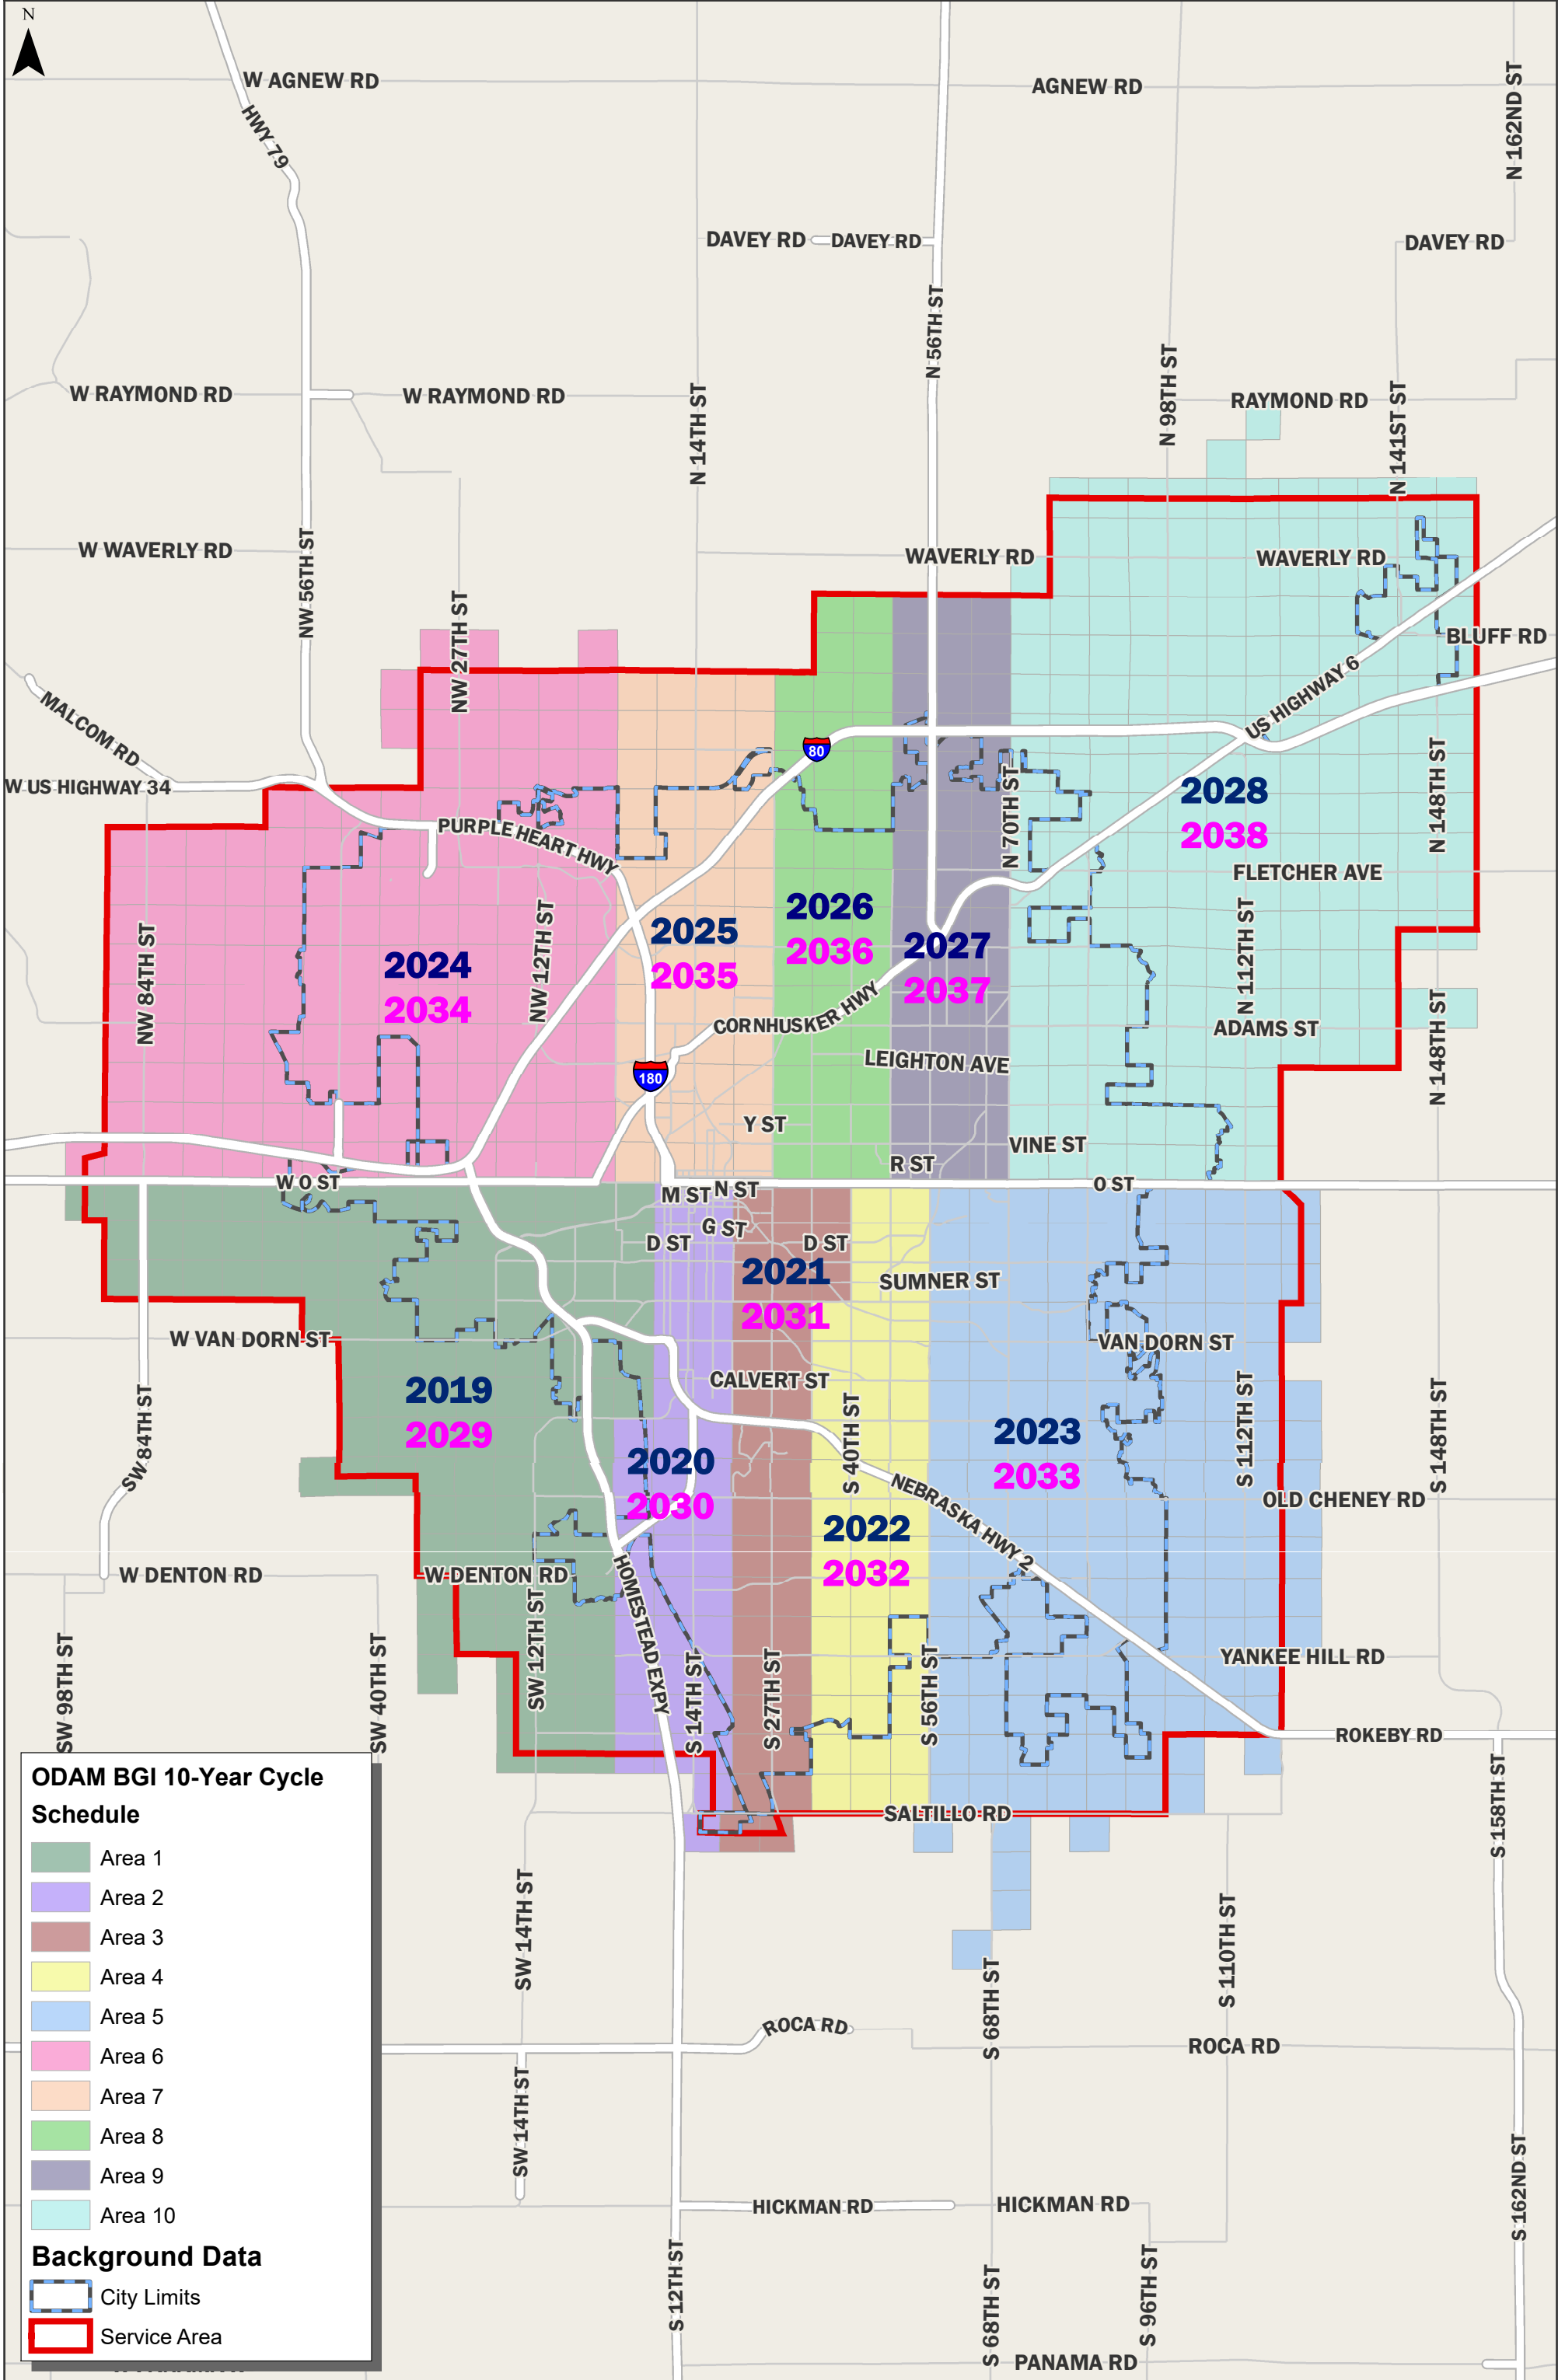 N
W AGNEW RD
AGNEW RD
N 162ND ST
HWY 79
DAVEY RD
DAVEY RD
DAVEY RD
N 56TH ST
W RAYMOND RD
W RAYMOND RD
N 14TH ST
N 98TH ST
RAYMOND RD
N 141ST ST
W WAVERLY RD
NW 56TH ST
WAVERLY RD
WAVERLY RD
NW 27TH ST
BLUFF RD
MALCOM RD
US HIGHWAY 6
80
W US HIGHWAY 34
N 70TH ST
2028
2038
N 148TH ST
PURPLE HEART HWY
FLETCHER AVE
2026
2036
2025
2035
2027
2037
N 112TH ST
NW 84TH ST
2024
2034
NW 12TH ST
CORNHUSKER HWY
ADAMS ST
N 148TH ST
LEIGHTON AVE
180
Y ST
VINE ST
R ST
W O ST
O ST
M ST
N ST
G ST
D ST
D ST
2021
2031
SUMNER ST
W VAN DORN ST
VAN DORN ST
CALVERT ST
2019
2029
SW 84TH ST
S 40TH ST
2023
2033
S 112TH ST
S 148TH ST
2020
2030
NEBRASKA HWY 2
OLD CHENEY RD
2022
2032
W DENTON RD
W DENTON RD
HOMESTEAD EXPY
SW 98TH ST
SW 40TH ST
SW 12TH ST
S 14TH ST
S 27TH ST
S 56TH ST
YANKEE HILL RD
ROKEBY RD
SALTILLO RD
S 158TH ST
ODAM BGI 10-Year Cycle
Schedule
Area 1
Area 2
Area 3
Area 4
Area 5
Area 6
Area 7
Area 8
Area 9
Area 10
Background Data
City Limits
Service Area
SW 14TH ST
S 68TH ST
S 110TH ST
ROCA RD
ROCA RD
SW 14TH ST
HICKMAN RD
HICKMAN RD
S 162ND ST
S 12TH ST
S 68TH ST
S 96TH ST
PANAMA RD